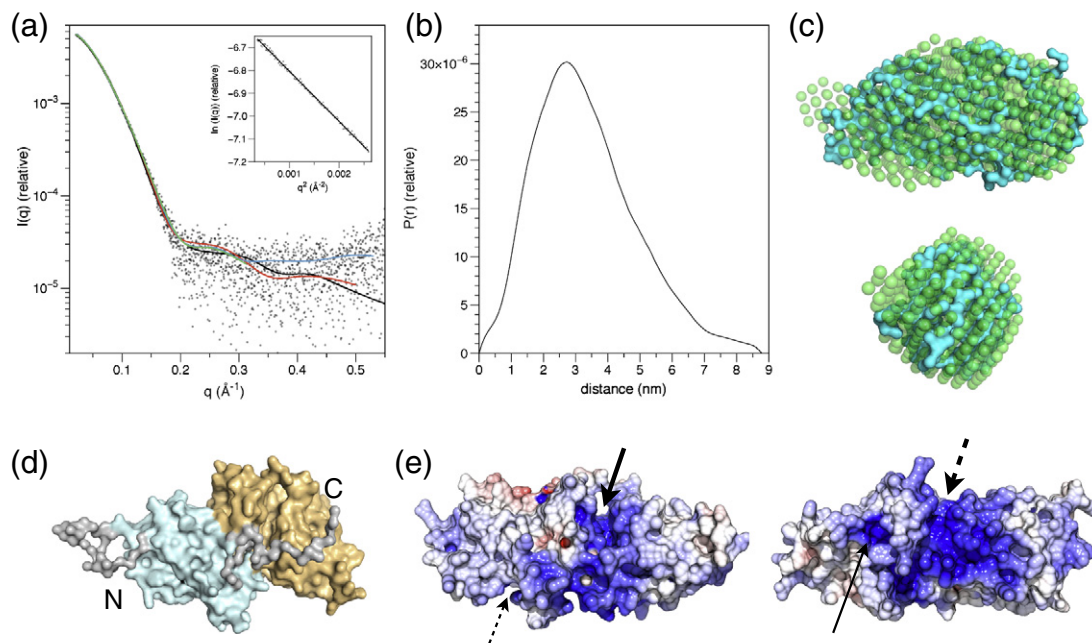 (a)
I(q) (relative)
10⁻³
10⁻⁴
10⁻⁵
0.1 0.2 0.3 0.4 0.5
q (Å⁻¹)
ln (I(q)) (relative)
−6.7
−6.8
−6.9
−7.0
−7.1
−7.2
0.001 0.002
q² (Å⁻²)
(b)
P(r) (relative)
30×10⁻⁶
25
20
15
10
5
0
0 1 2 3 4 5 6 7 8 9
distance (nm)
(c)
(d)
N
C
(e)